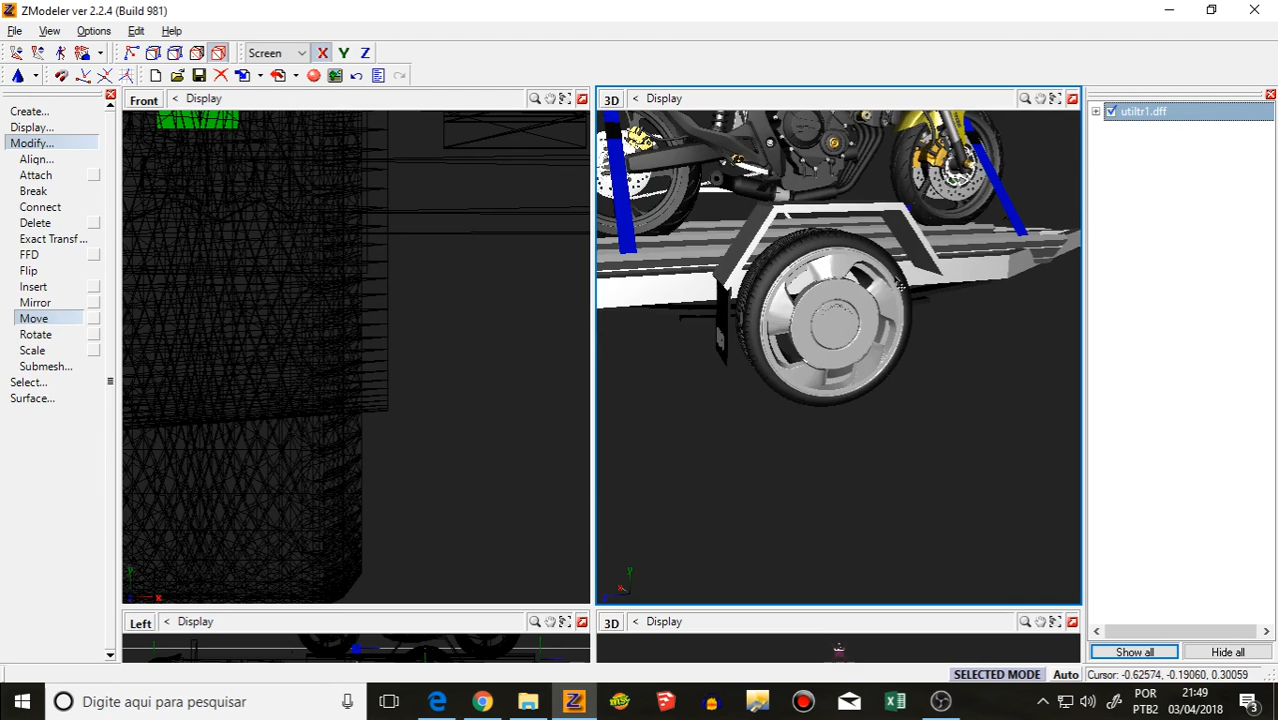 ZModeler ver 2.2.4 (Build 981)
File View Options Edit Help
Screen X Y Z
Front < Display
3D < Display
utiltr1.dff
Create...
Display...
Modify...
Align...
Attach
Break
Connect
Delete
Exact Transf ...
FFD
Flip
Insert
Mirror
Move
Rotate
Scale
Submesh...
Select...
Surface...
y
x
y
x
Left < Display
3D < Display
Show all Hide all
SELECTED MODE Auto Cursor: -0.62574, -0.19060, 0.30059
Digite aqui para pesquisar
POR
PTB2
21:49
03/04/2018
3